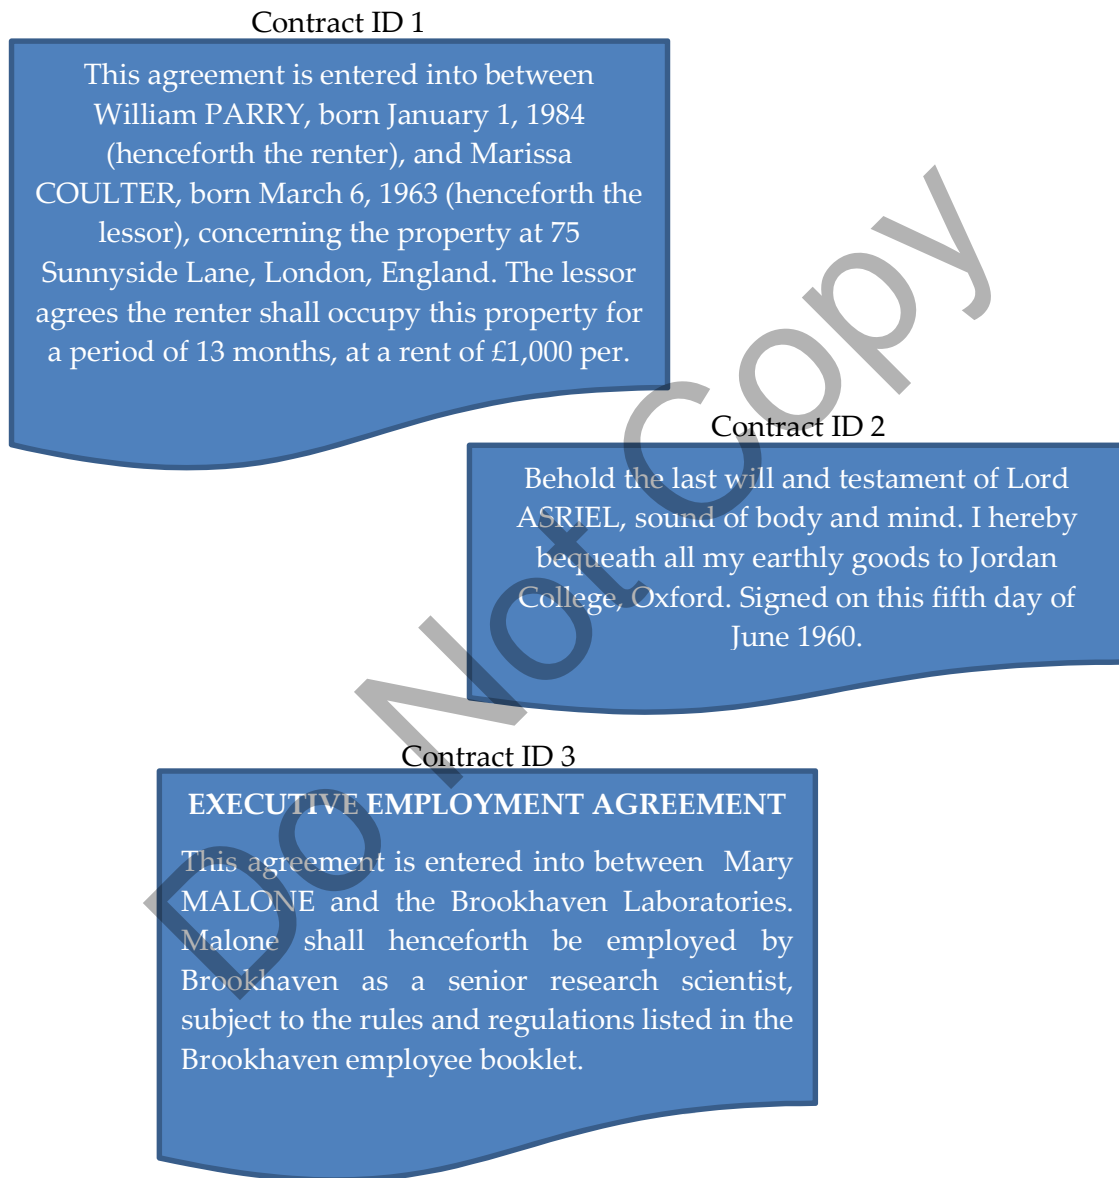 Contract ID 1
This agreement is entered into between
William PARRY, born January 1, 1984
(henceforth the renter), and Marissa
COULTER, born March 6, 1963 (henceforth the
lessor), concerning the property at 75
Sunnyside Lane, London, England. The lessor
agrees the renter shall occupy this property for
a period of 13 months, at a rent of £1,000 per.
Contract ID 2
Behold the last will and testament of Lord
ASRIEL, sound of body and mind. I hereby
bequeath all my earthly goods to Jordan
College, Oxford. Signed on this fifth day of
June 1960.
Contract ID 3
EXECUTIVE EMPLOYMENT AGREEMENT
This agreement is entered into between Mary
MALONE and the Brookhaven Laboratories.
Malone shall henceforth be employed by
Brookhaven as a senior research scientist,
subject to the rules and regulations listed in the
Brookhaven employee booklet.
Do Not Copy